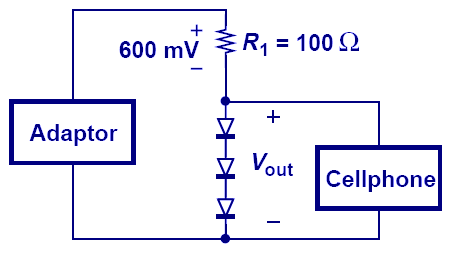 +
600 mV
−
R1 = 100 Ω
Adaptor
+
Vout
−
Cellphone